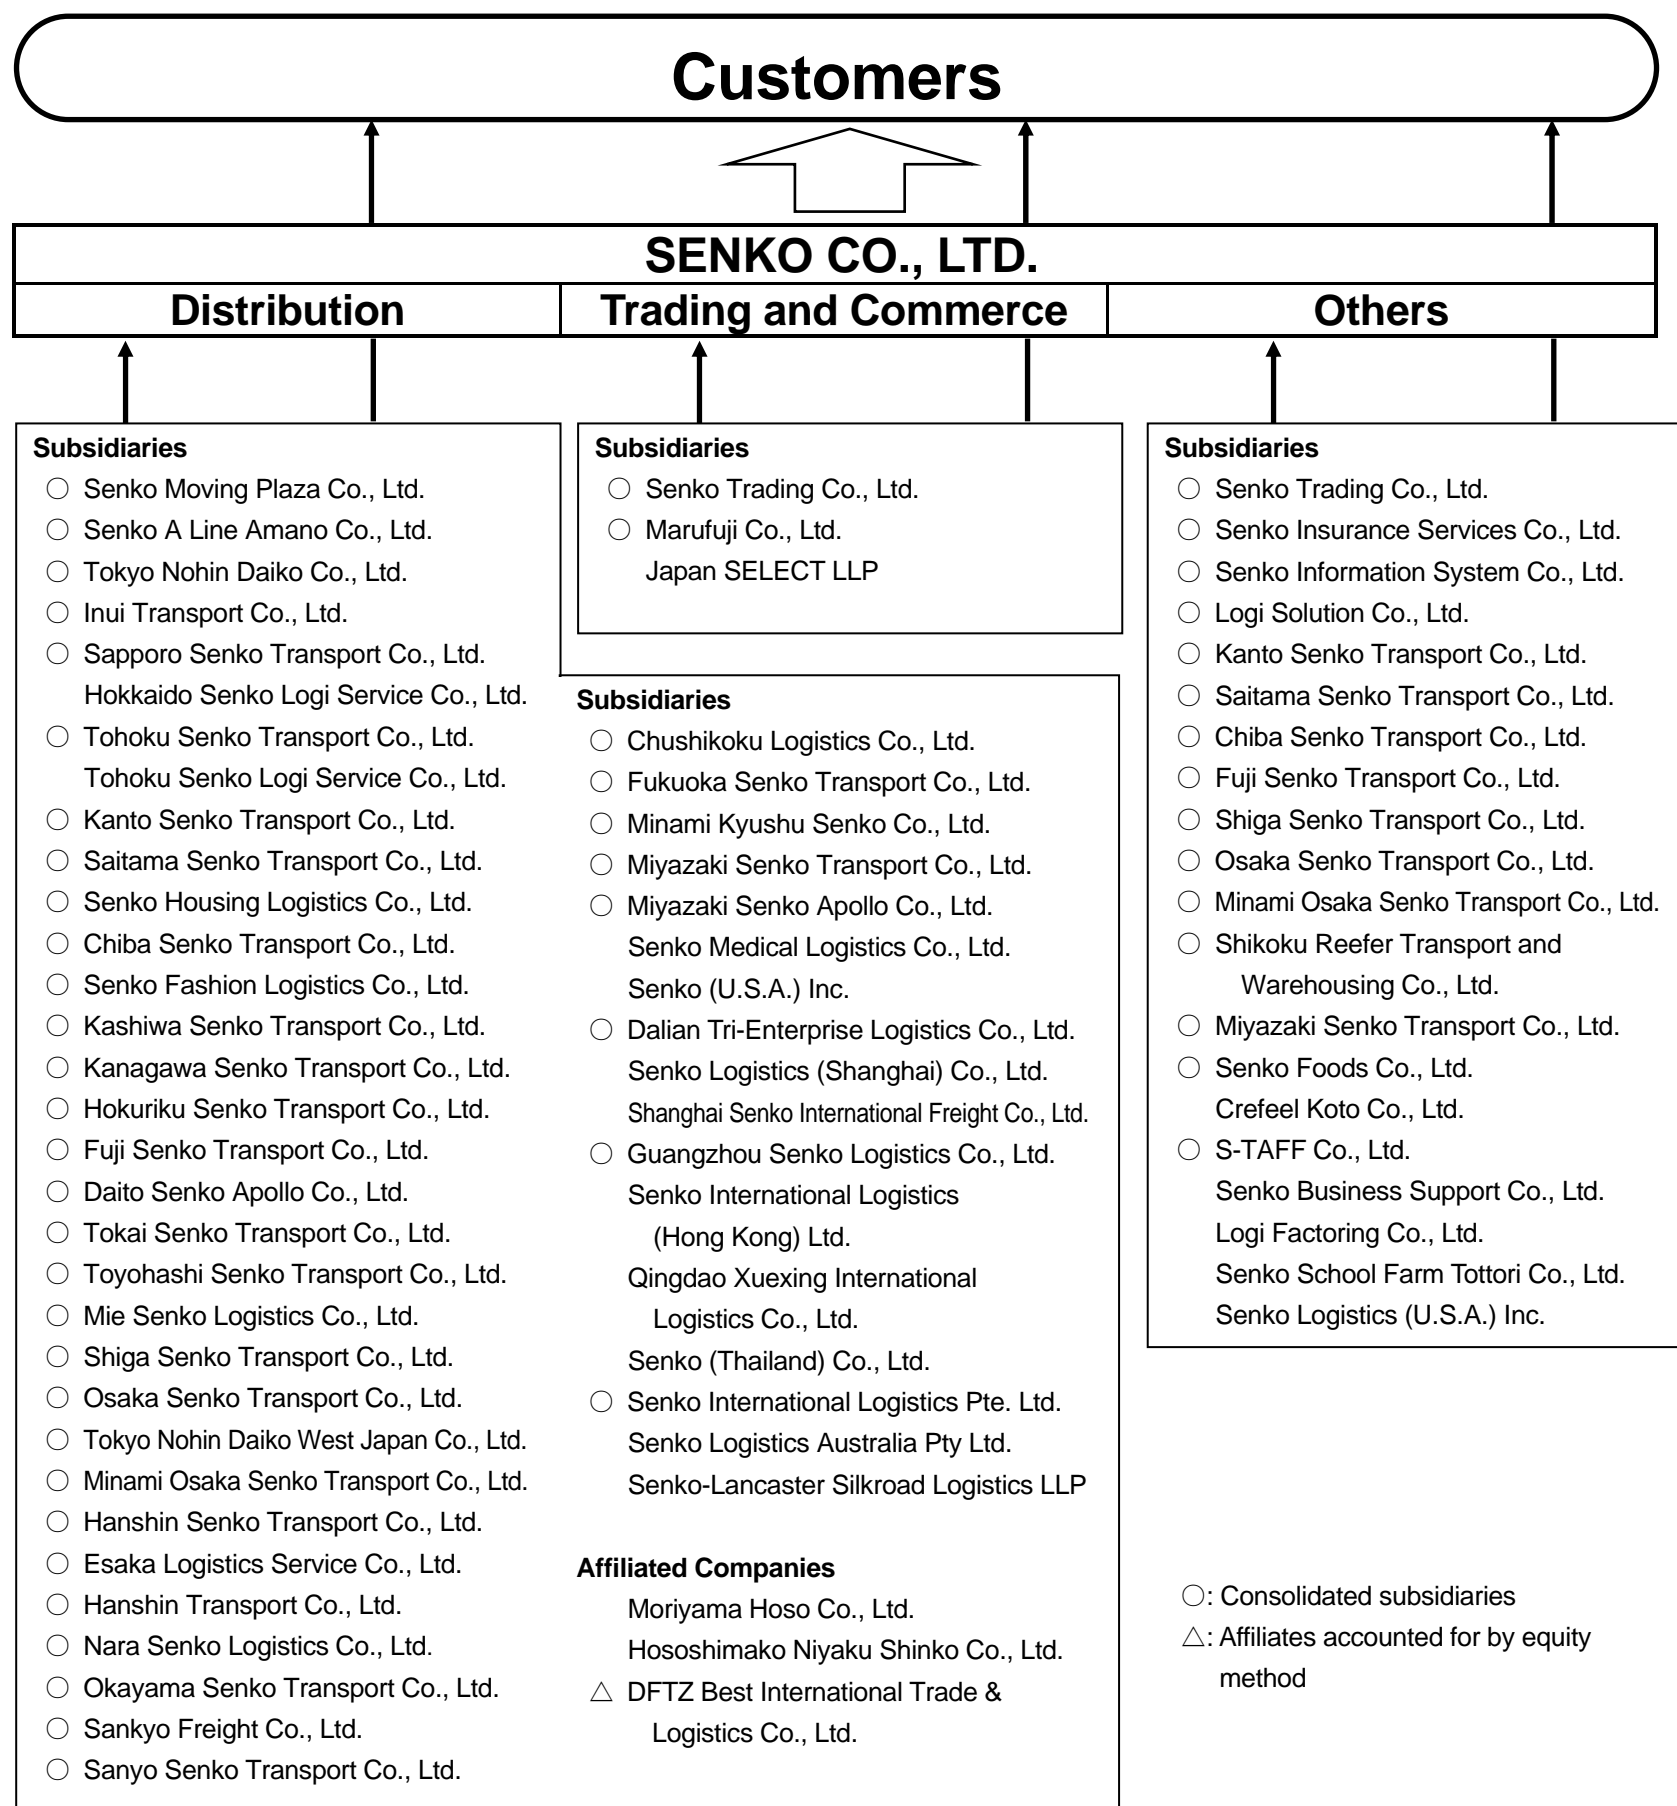 Customers
SENKO CO., LTD.
Distribution
Trading and Commerce
Others
Subsidiaries
○ Senko Moving Plaza Co., Ltd.
○ Senko A Line Amano Co., Ltd.
○ Tokyo Nohin Daiko Co., Ltd.
○ Inui Transport Co., Ltd.
○ Sapporo Senko Transport Co., Ltd.
Hokkaido Senko Logi Service Co., Ltd.
○ Tohoku Senko Transport Co., Ltd.
Tohoku Senko Logi Service Co., Ltd.
○ Kanto Senko Transport Co., Ltd.
○ Saitama Senko Transport Co., Ltd.
○ Senko Housing Logistics Co., Ltd.
○ Chiba Senko Transport Co., Ltd.
○ Senko Fashion Logistics Co., Ltd.
○ Kashiwa Senko Transport Co., Ltd.
○ Kanagawa Senko Transport Co., Ltd.
○ Hokuriku Senko Transport Co., Ltd.
○ Fuji Senko Transport Co., Ltd.
○ Daito Senko Apollo Co., Ltd.
○ Tokai Senko Transport Co., Ltd.
○ Toyohashi Senko Transport Co., Ltd.
○ Mie Senko Logistics Co., Ltd.
○ Shiga Senko Transport Co., Ltd.
○ Osaka Senko Transport Co., Ltd.
○ Tokyo Nohin Daiko West Japan Co., Ltd.
○ Minami Osaka Senko Transport Co., Ltd.
○ Hanshin Senko Transport Co., Ltd.
○ Esaka Logistics Service Co., Ltd.
○ Hanshin Transport Co., Ltd.
○ Nara Senko Logistics Co., Ltd.
○ Okayama Senko Transport Co., Ltd.
○ Sankyo Freight Co., Ltd.
○ Sanyo Senko Transport Co., Ltd.
Subsidiaries
○ Senko Trading Co., Ltd.
○ Marufuji Co., Ltd.
Japan SELECT LLP
Subsidiaries
○ Chushikoku Logistics Co., Ltd.
○ Fukuoka Senko Transport Co., Ltd.
○ Minami Kyushu Senko Co., Ltd.
○ Miyazaki Senko Transport Co., Ltd.
○ Miyazaki Senko Apollo Co., Ltd.
Senko Medical Logistics Co., Ltd.
Senko (U.S.A.) Inc.
○ Dalian Tri-Enterprise Logistics Co., Ltd.
Senko Logistics (Shanghai) Co., Ltd.
Shanghai Senko International Freight Co., Ltd.
○ Guangzhou Senko Logistics Co., Ltd.
Senko International Logistics
(Hong Kong) Ltd.
Qingdao Xuexing International
Logistics Co., Ltd.
Senko (Thailand) Co., Ltd.
○ Senko International Logistics Pte. Ltd.
Senko Logistics Australia Pty Ltd.
Senko-Lancaster Silkroad Logistics LLP
Affiliated Companies
Moriyama Hoso Co., Ltd.
Hososhimako Niyaku Shinko Co., Ltd.
△ DFTZ Best International Trade &
Logistics Co., Ltd.
Subsidiaries
○ Senko Trading Co., Ltd.
○ Senko Insurance Services Co., Ltd.
○ Senko Information System Co., Ltd.
○ Logi Solution Co., Ltd.
○ Kanto Senko Transport Co., Ltd.
○ Saitama Senko Transport Co., Ltd.
○ Chiba Senko Transport Co., Ltd.
○ Fuji Senko Transport Co., Ltd.
○ Shiga Senko Transport Co., Ltd.
○ Osaka Senko Transport Co., Ltd.
○ Minami Osaka Senko Transport Co., Ltd.
○ Shikoku Reefer Transport and
Warehousing Co., Ltd.
○ Miyazaki Senko Transport Co., Ltd.
○ Senko Foods Co., Ltd.
Crefeel Koto Co., Ltd.
○ S-TAFF Co., Ltd.
Senko Business Support Co., Ltd.
Logi Factoring Co., Ltd.
Senko School Farm Tottori Co., Ltd.
Senko Logistics (U.S.A.) Inc.
○: Consolidated subsidiaries
△: Affiliates accounted for by equity
method